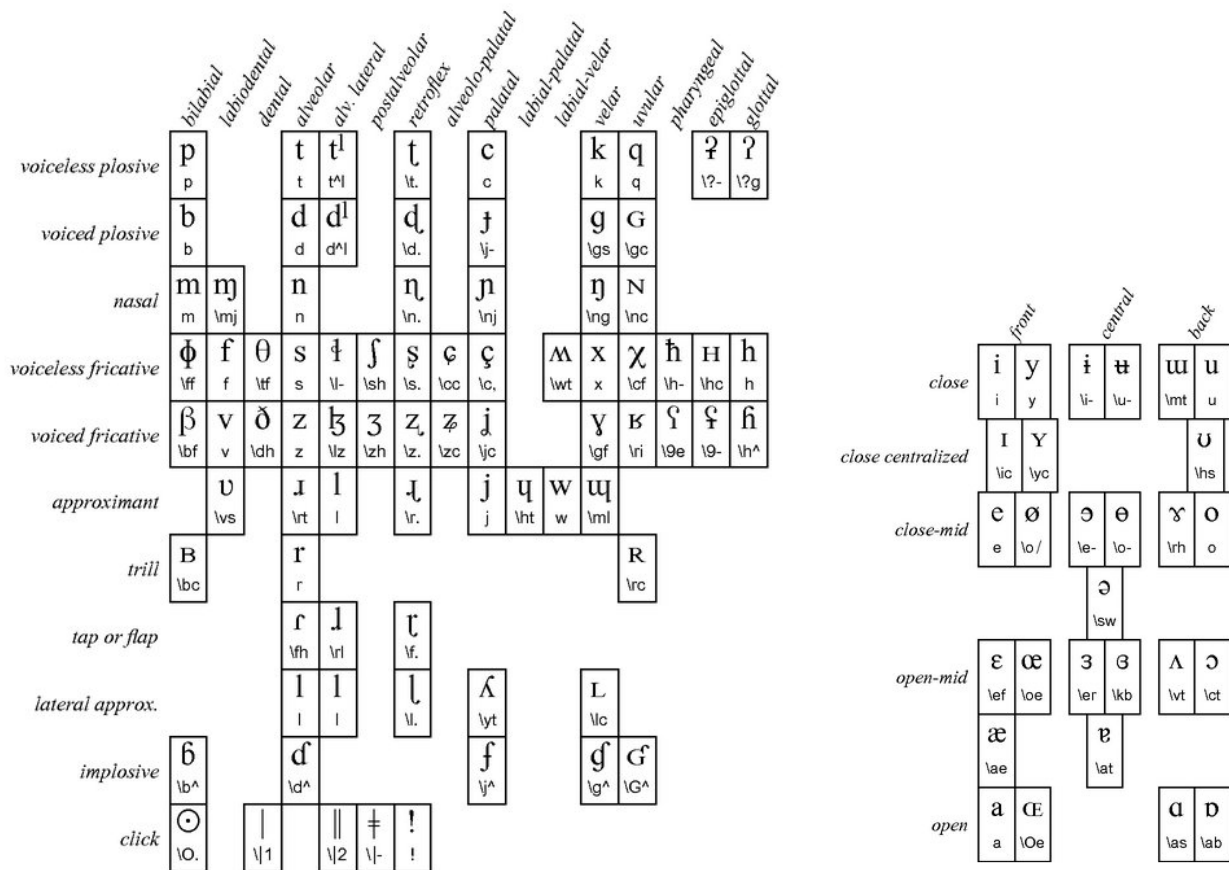 bilabial labiodental dental alveolar alv. lateral postalveolar retroflex alveolo-palatal palatal labial-palatal labial-velar velar uvular pharyngeal epiglottal glottal
voiceless plosive p t tˡ ʈ c k q ʡ ʔ
p t t^l \t. c k q \?- \?g
voiced plosive b d dˡ ɖ ɟ ɡ ɢ
b d d^l \d. \j- \gs \gc
nasal m ɱ n ɳ ɲ ŋ ɴ
m \mj n \n. \nj \ng \nc
voiceless fricative ɸ f θ s ɬ ʃ ʂ ɕ ç ʍ x χ ħ ʜ h
\ff f \tf s \l- \sh \s. \cc \c, \wt x \cf \h- \hc h
voiced fricative β v ð z ɮ ʒ ʐ ʑ ʝ ɣ ʁ ʕ ʢ ɦ
\bf v \dh z \lz \zh \z. \zc \jc \gf \ri \9e \9- \h^
approximant ʋ ɹ l ɻ j ɥ w ɰ
\vs \rt l \r. j \ht w \ml
trill ʙ r ʀ
\bc r \rc
tap or flap ɾ ɺ ɽ
\fh \rl \f.
lateral approx. l l ɭ ʎ ʟ
l l \l. \yt \lc
implosive ɓ ɗ ʄ ɠ ʛ
\b^ \d^ \j^ \g^ \G^
click ʘ ǀ ǁ ǂ !
\O. \|1 \|2 \|- !
front central back
close i y ɨ ʉ ɯ u
i y \i- \u- \mt u
close centralized ɪ ʏ ʊ
\ic \yc \hs
close-mid e ø ɘ ɵ ɤ o
e \o/ \e- \o- \rh o
ə
\sw
open-mid ɛ œ ɜ ɞ ʌ ɔ
\ef \oe \er \kb \vt \ct
æ ɐ
\ae \at
open a ɶ ɑ ɒ
a \Oe \as \ab